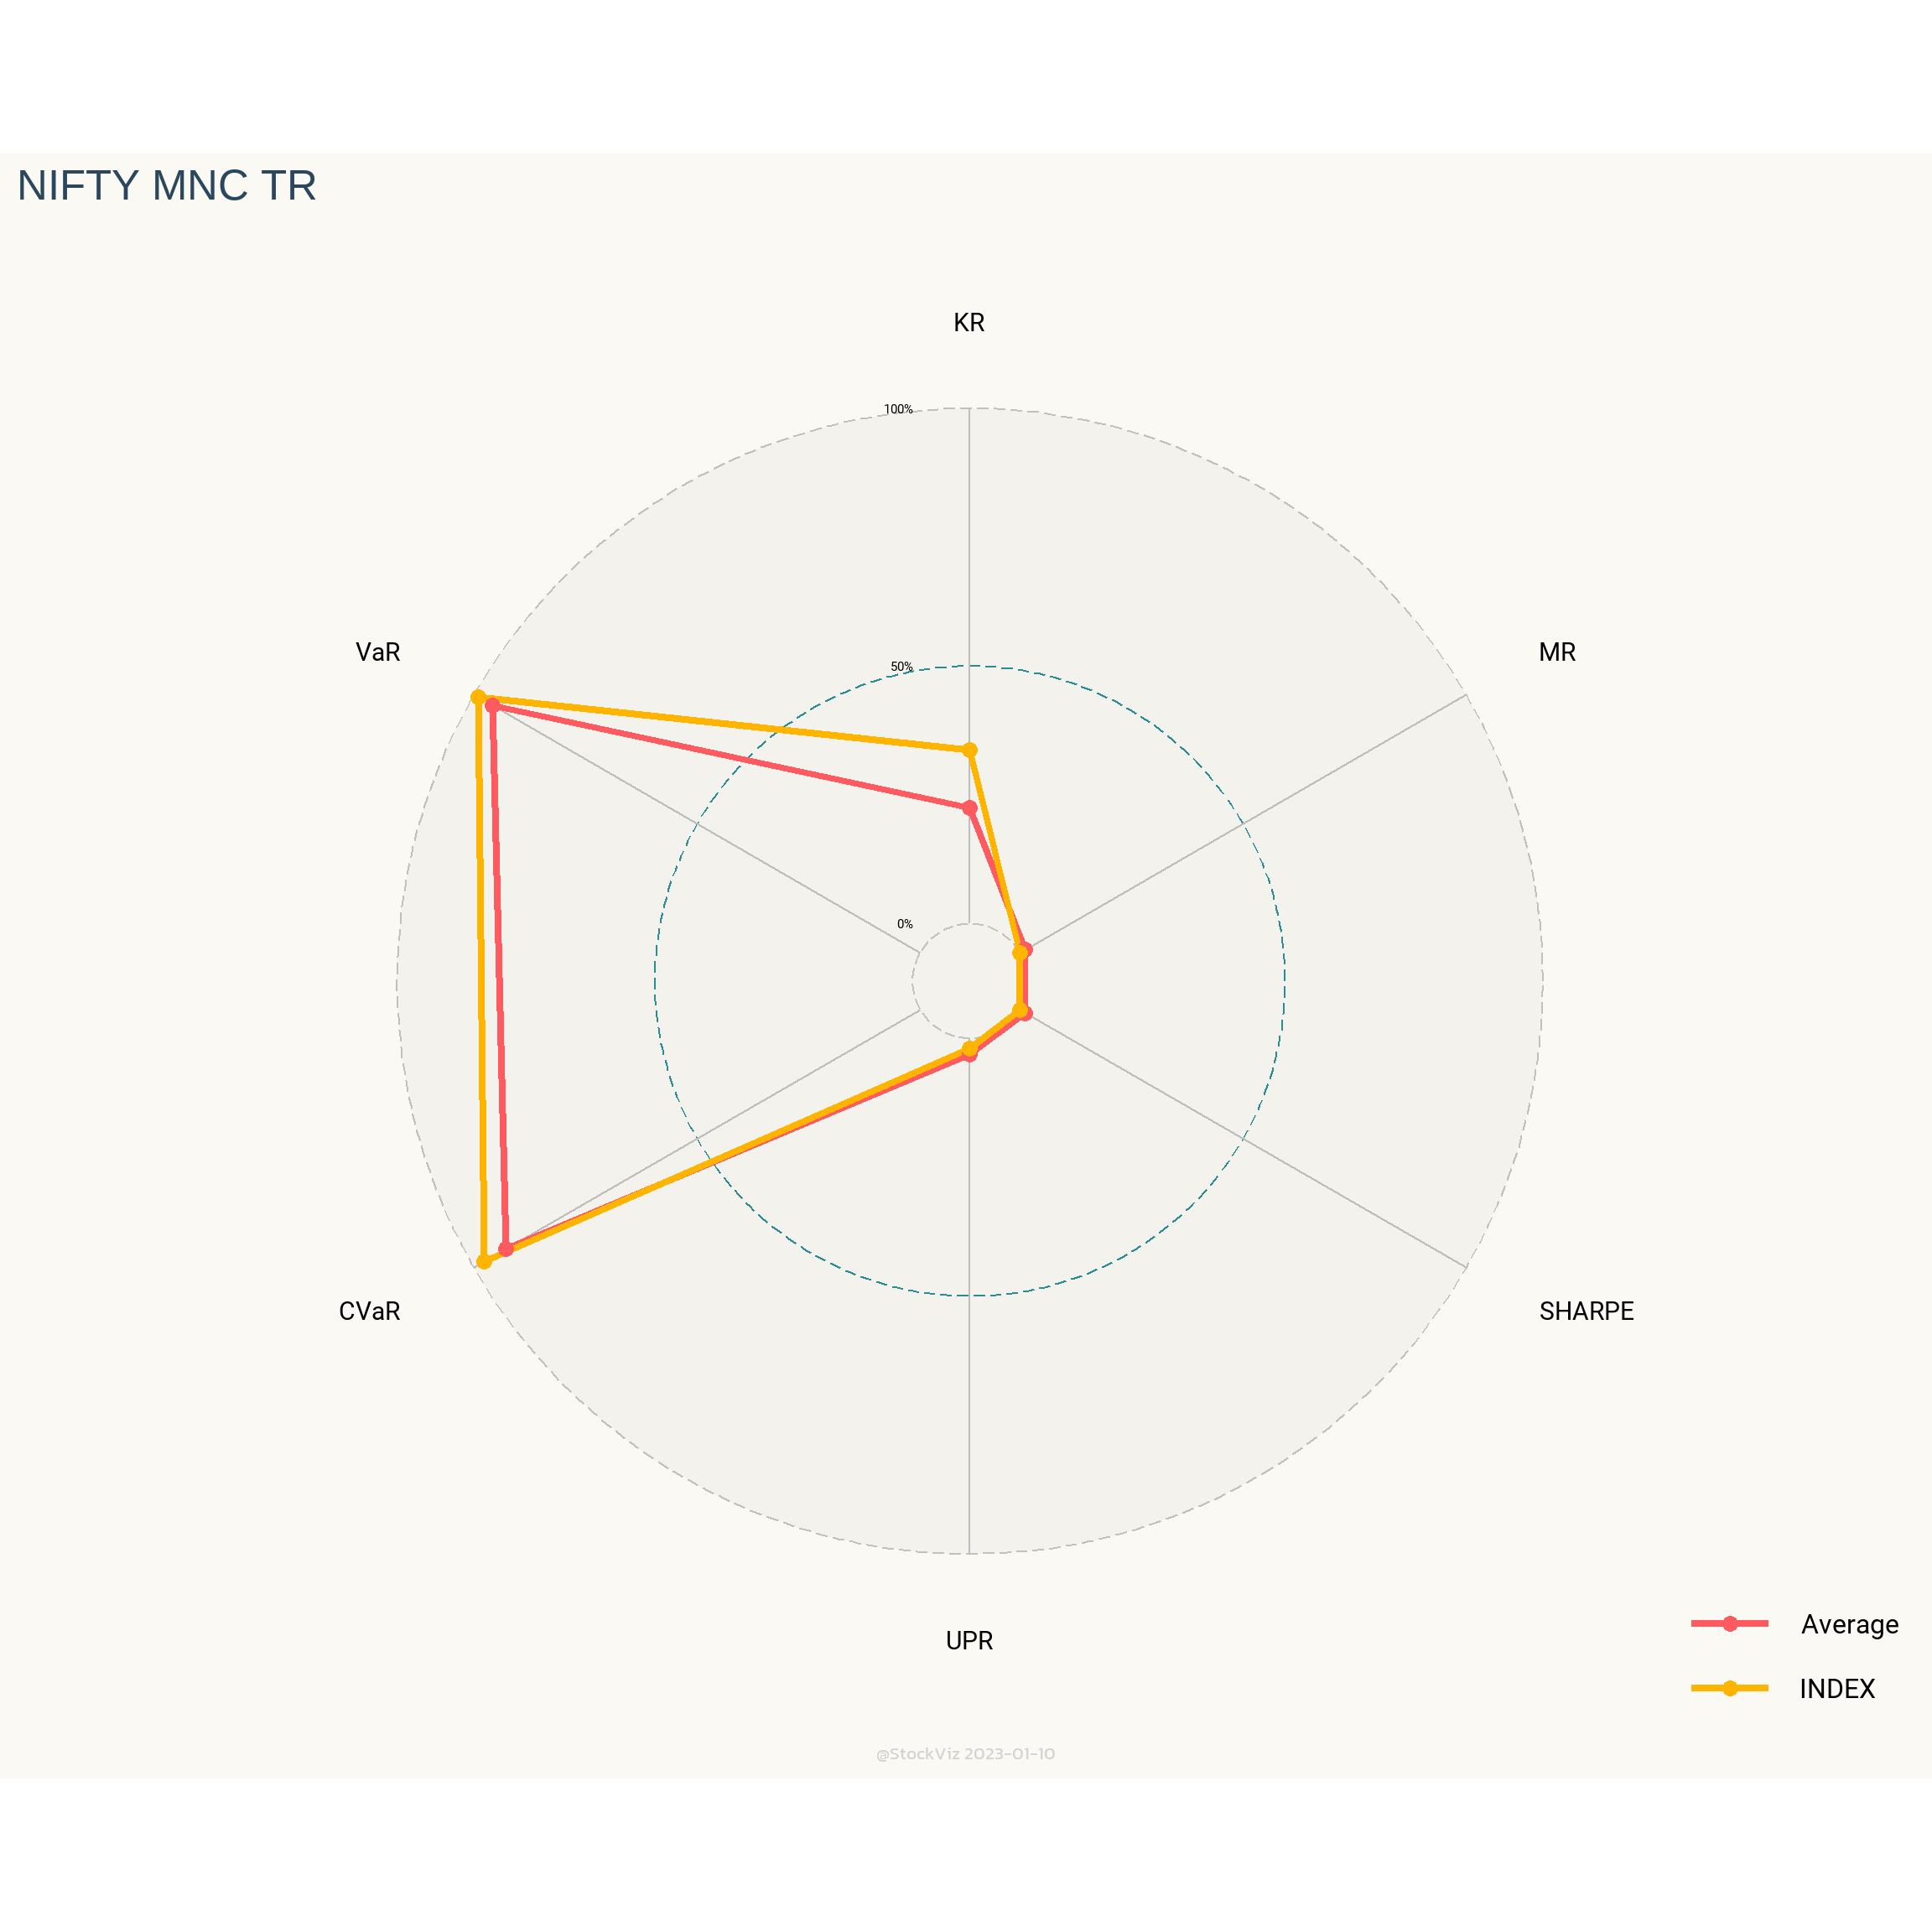 NIFTY MNC TR
KR
100%
VaR
MR
50%
0%
CVaR
SHARPE
UPR
Average
INDEX
@StockViz 2023-01-10